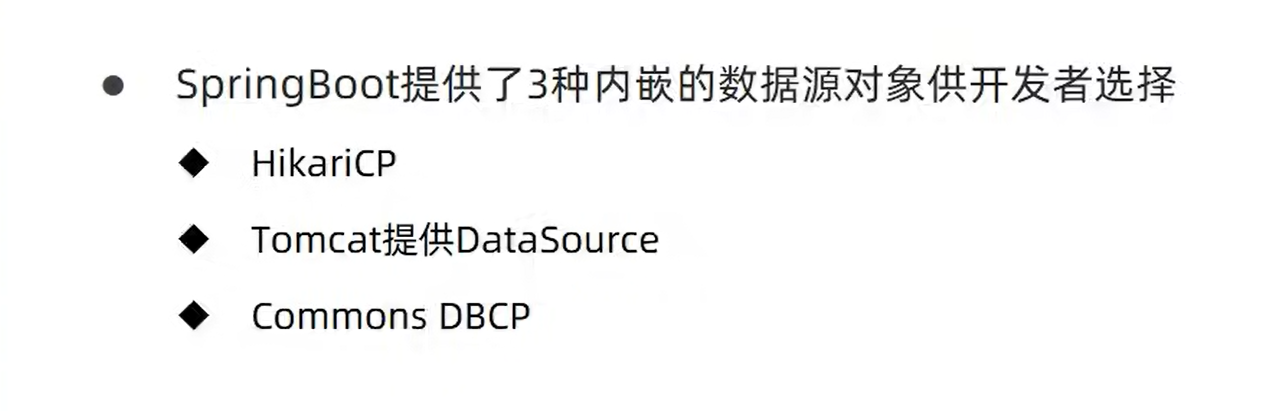 SpringBoot提供了3种内嵌的数据源对象供开发者选择
HikariCP
Tomcat提供DataSource
Commons DBCP